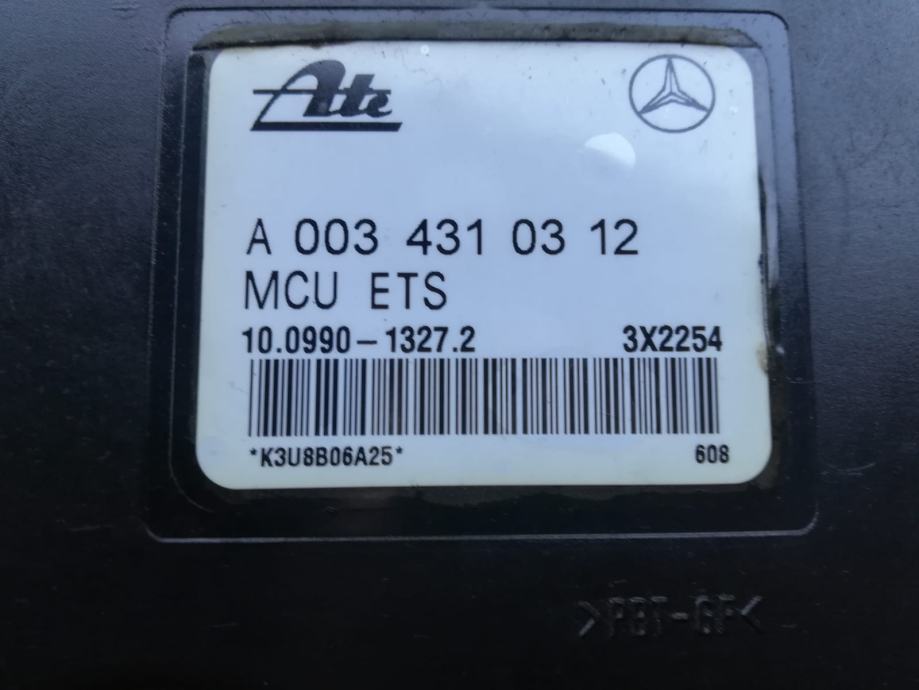 Ate
A 003 431 03 12
MCU ETS
10.0990-1327.2 3X2254
*K3U8B06A25* 608
>PBT-GF<